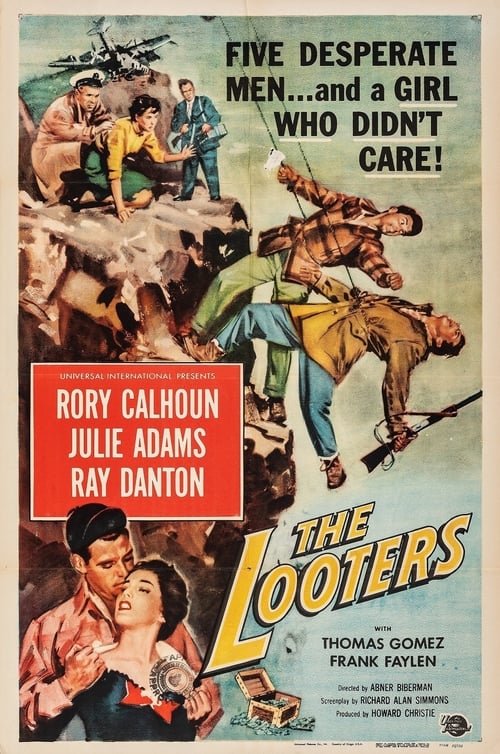 FIVE DESPERATE
MEN...and a GIRL
WHO DIDN'T
CARE!
UNIVERSAL INTERNATIONAL PRESENTS
RORY CALHOUN
JULIE ADAMS
RAY DANTON
THE
LOOTERS
WITH
THOMAS GOMEZ
FRANK FAYLEN
Directed by ABNER BIBERMAN
Screenplay by RICHARD ALAN SIMMONS
Produced by HOWARD CHRISTIE